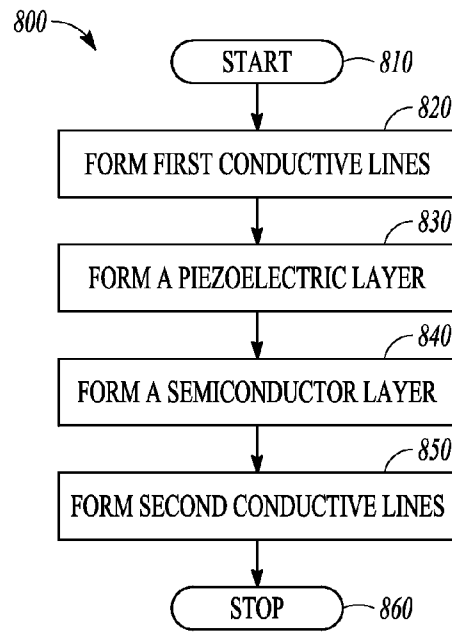 800
START
810
820
FORM FIRST CONDUCTIVE LINES
830
FORM A PIEZOELECTRIC LAYER
840
FORM A SEMICONDUCTOR LAYER
850
FORM SECOND CONDUCTIVE LINES
STOP
860